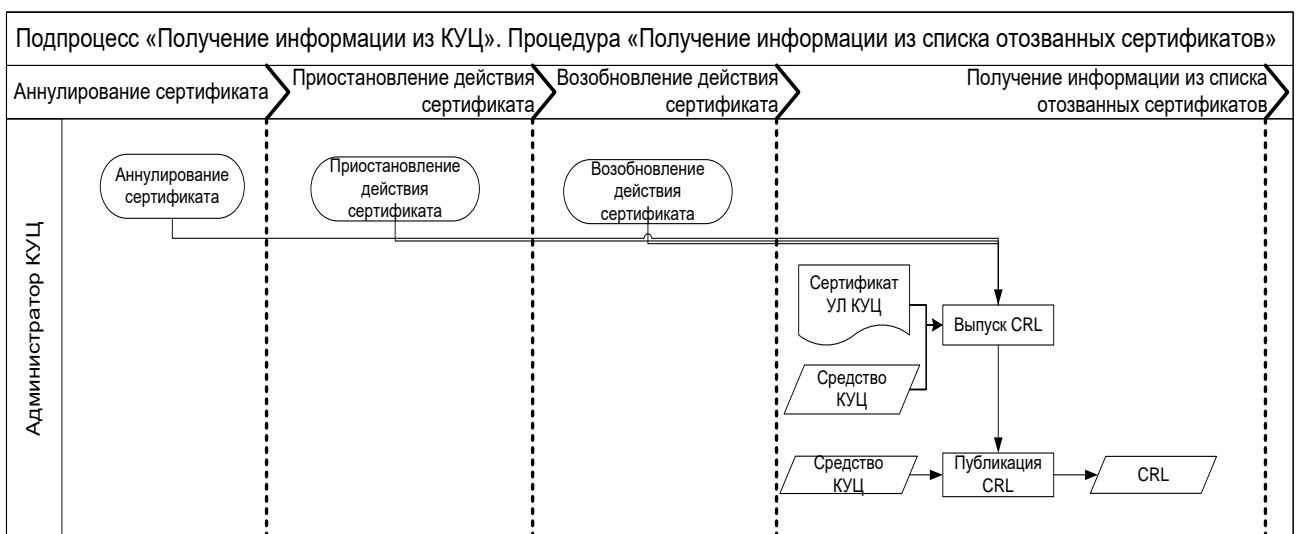 Подпроцесс «Получение информации из КУЦ». Процедура «Получение информации из списка отозванных сертификатов»
Аннулирование сертификата
Приостановление действия
сертификата
Возобновление действия
сертификата
Получение информации из списка
отозванных сертификатов
Администратор КУЦ
Аннулирование
сертификата
Приостановление
действия
сертификата
Возобновление
действия
сертификата
Сертификат
УЛ КУЦ
Выпуск CRL
Средство
КУЦ
Средство
КУЦ
Публикация
CRL
CRL